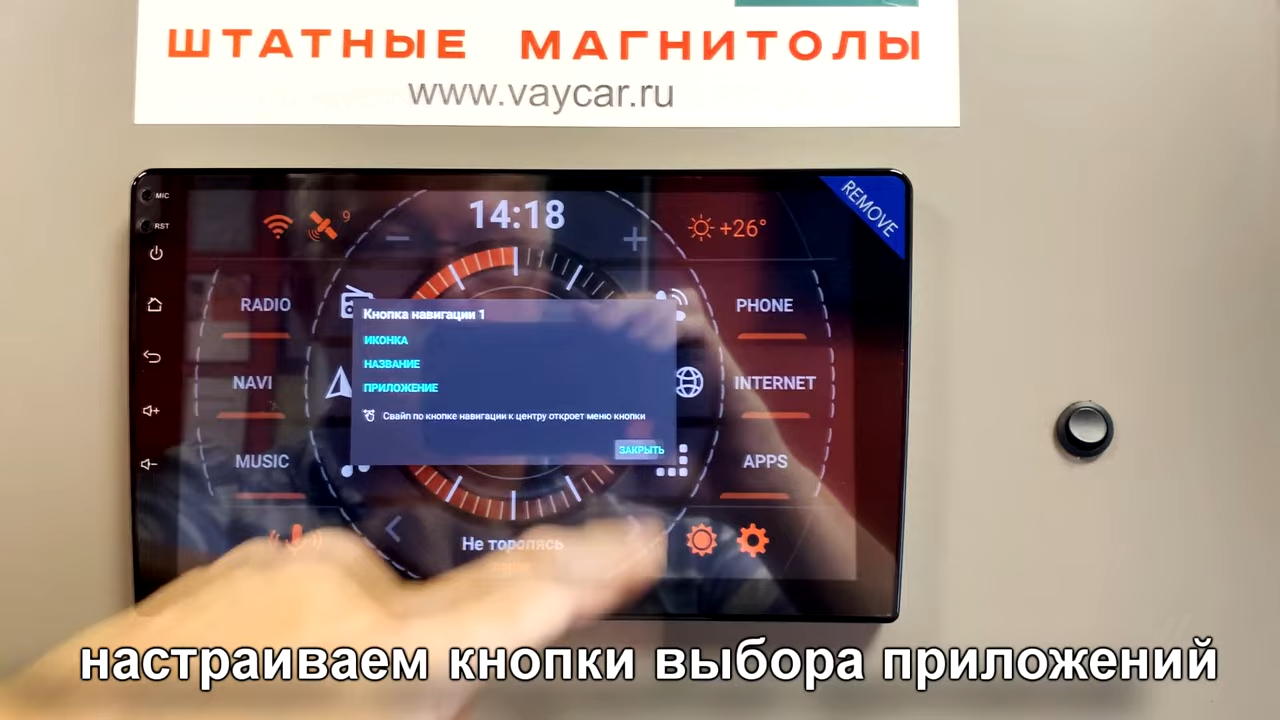 ШТАТНЫЕ МАГНИТОЛЫ
www.vaycar.ru
MIC
RST
REMOVE
9
14:18
+26°
RADIO
PHONE
Кнопка навигации 1
ИКОНКА
НАЗВАНИЕ
ПРИЛОЖЕНИЕ
Свайп по кнопке навигации к центру откроет меню кнопки
ЗАКРЫТЬ
NAVI
INTERNET
MUSIC
APPS
Не торопясь
настраиваем кнопки выбора приложений